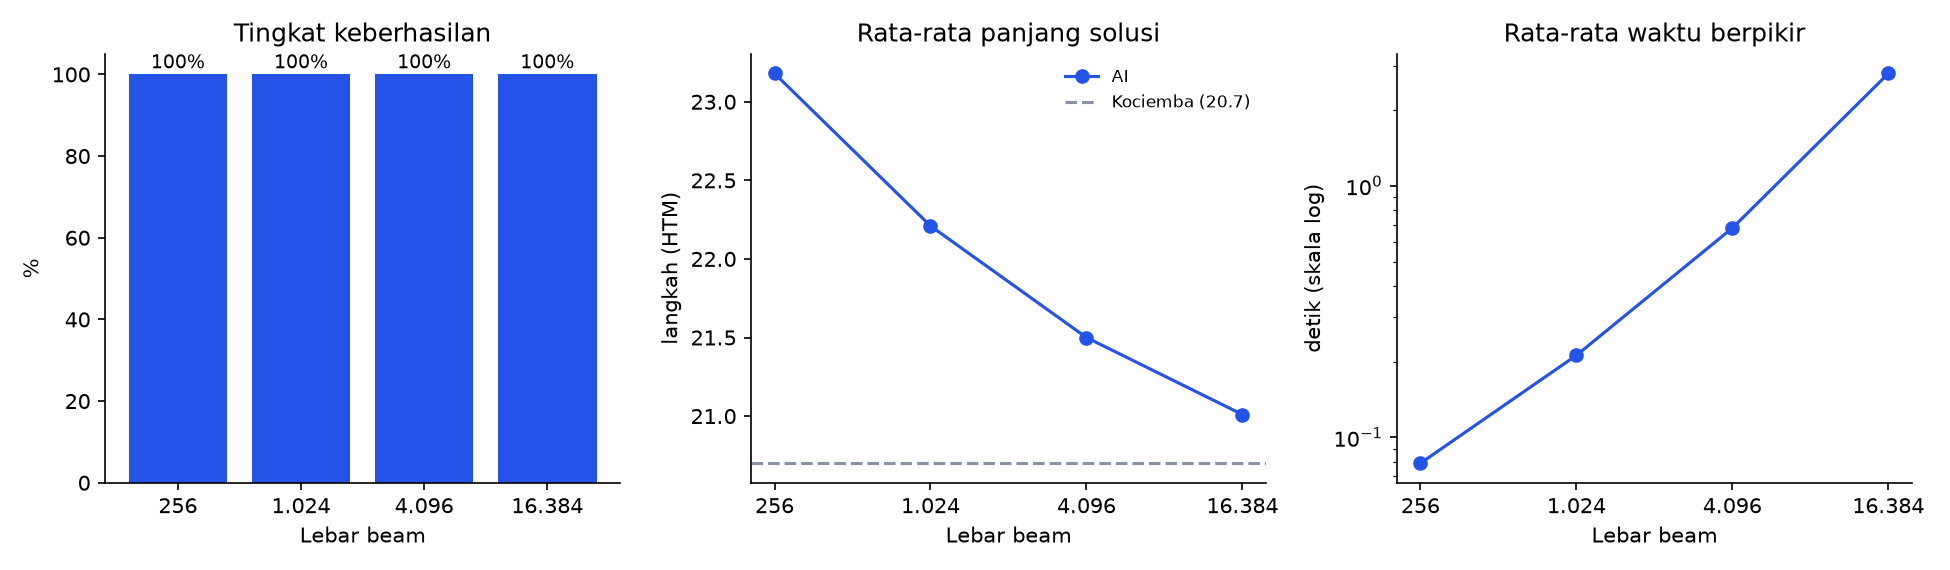 Tingkat keberhasilan
100% 100% 100% 100%
100
80
60
40
20
0
%
256 1.024 4.096 16.384
Lebar beam
Rata-rata panjang solusi
AI
Kociemba (20.7)
23.0
22.5
22.0
21.5
21.0
langkah (HTM)
256 1.024 4.096 16.384
Lebar beam
Rata-rata waktu berpikir
10⁰
10⁻¹
detik (skala log)
256 1.024 4.096 16.384
Lebar beam